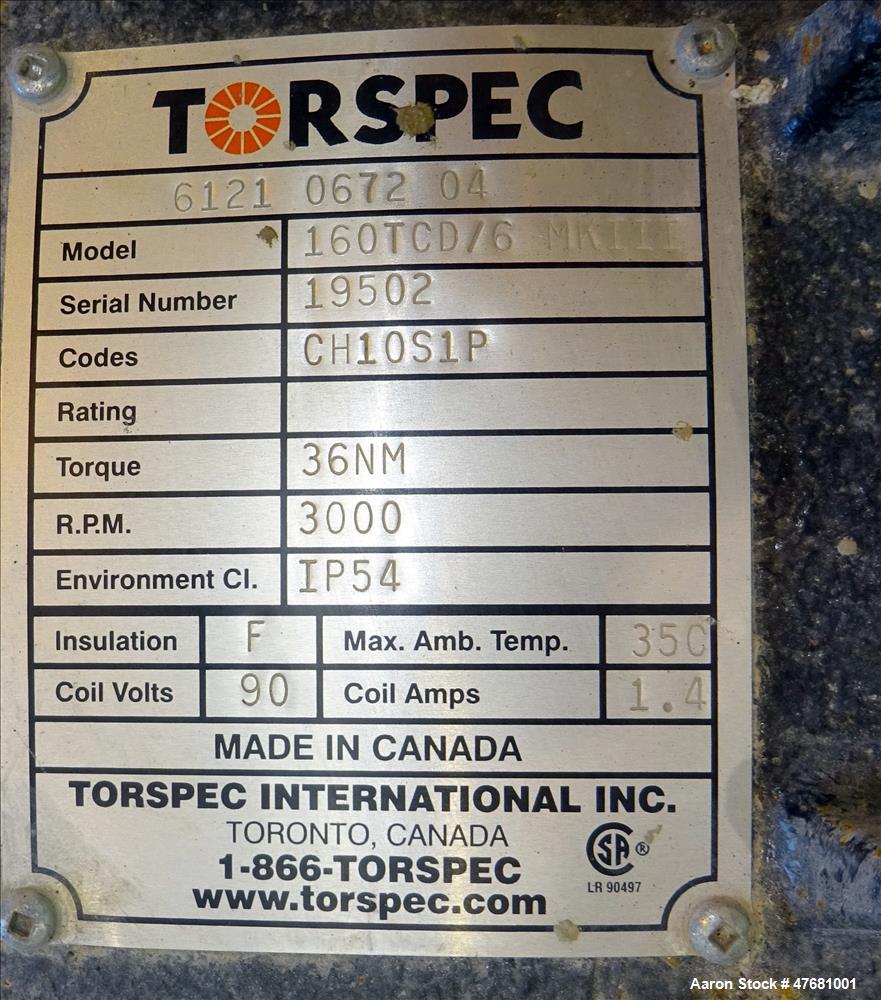 TORSPEC
6121 0672 04
Model 160TCD/6 MKIII
Serial Number 19502
Codes CH10S1P
Rating
Torque 36NM
R.P.M. 3000
Environment Cl. IP54
Insulation F Max. Amb. Temp. 35C
Coil Volts 90 Coil Amps 1.4
MADE IN CANADA
TORSPEC INTERNATIONAL INC.
TORONTO, CANADA
1-866-TORSPEC
www.torspec.com
CSA ®
LR 90497
Aaron Stock # 47681001